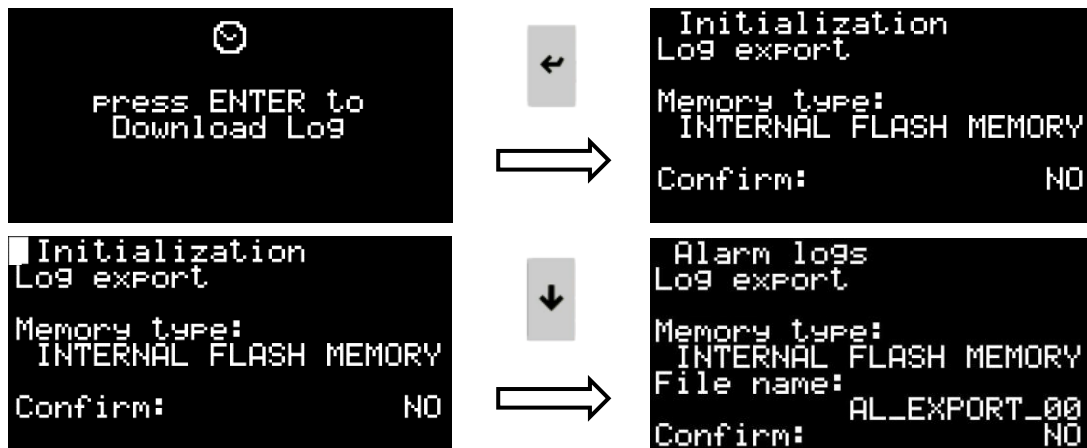 press ENTER to
Download Log
Initialization
Log export
Memory type:
INTERNAL FLASH MEMORY
Confirm: NO
Initialization
Log export
Memory type:
INTERNAL FLASH MEMORY
Confirm: NO
Alarm logs
Log export
Memory type:
INTERNAL FLASH MEMORY
File name:
AL_EXPORT_00
Confirm: NO